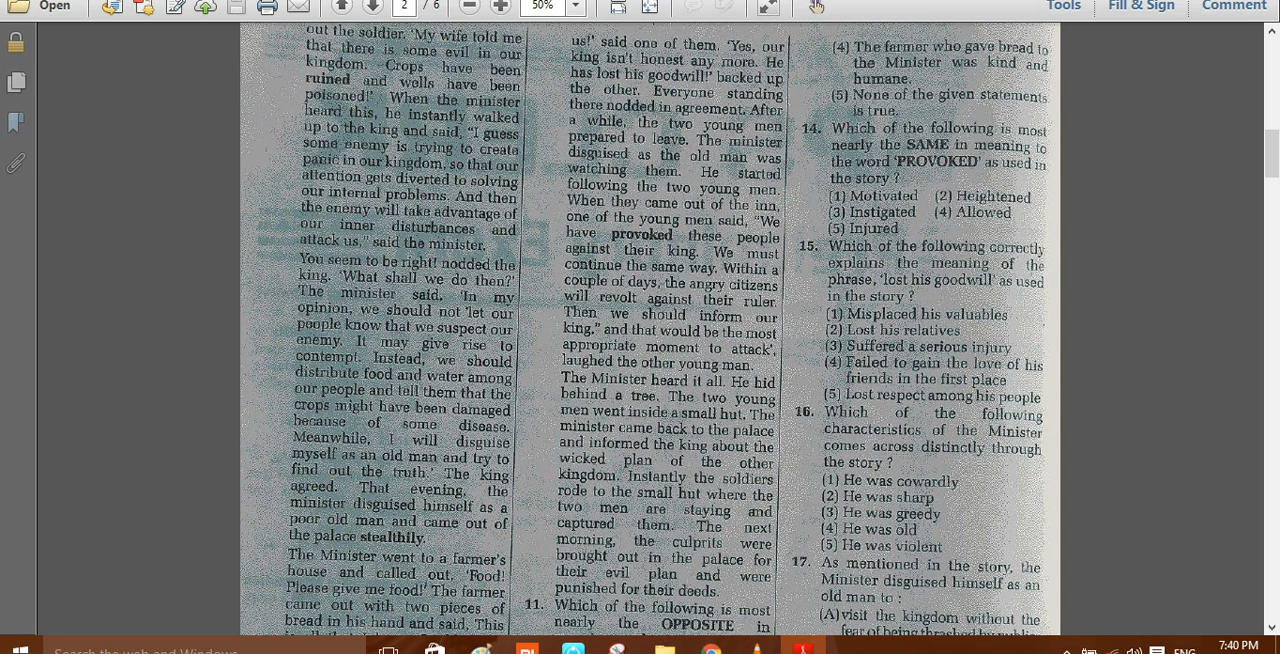 Open
2 / 6
50%
Tools
Fill & Sign
Comment
out the soldier. 'My wife told me
that there is some evil in our
kingdom. Crops have been
ruined and wells have been
poisoned!' When the minister
heard this, he instantly walked
up to the king and said, "I guess
some enemy is trying to create
panic in our kingdom, so that our
attention gets diverted to solving
our internal problems. And then
the enemy will take advantage of
our inner disturbances and
attack us," said the minister.
You seem to be right! nodded the
king. 'What shall we do then?'
The minister said, 'In my
opinion, we should not let our
people know that we suspect our
enemy. It may give rise to
contempt. Instead, we should
distribute food and water among
our people and tell them that the
crops might have been damaged
because of some disease.
Meanwhile, I will disguise
myself as an old man and try to
find out the truth.' The king
agreed. That evening, the
minister disguised himself as a
poor old man and came out of
the palace stealthily.
The Minister went to a farmer's
house and called out, 'Food!
Please give me food!' The farmer
came out with two pieces of
bread in his hand and said, This
us!' said one of them. 'Yes, our
king isn't honest any more. He
has lost his goodwill!' backed up
the other. Everyone standing
there nodded in agreement. After
a while, the two young men
prepared to leave. The minister
disguised as the old man was
watching them. He started
following the two young men.
When they came out of the inn,
one of the young men said, "We
have provoked these people
against their king. We must
continue the same way. Within a
couple of days, the angry citizens
will revolt against their ruler.
Then we should inform our
king," and that would be the most
appropriate moment to attack',
laughed the other young man.
The Minister heard it all. He hid
behind a tree. The two young
men went inside a small hut. The
minister came back to the palace
and informed the king about the
wicked plan of the other
kingdom. Instantly the soldiers
rode to the small hut where the
two men are staying and
captured them. The next
morning, the culprits were
brought out in the palace for
their evil plan and were
punished for their deeds.
11. Which of the following is most
nearly the OPPOSITE in
(4) The farmer who gave bread to
the Minister was kind and
humane.
(5) None of the given statements
is true.
14. Which of the following is most
nearly the SAME in meaning to
the word 'PROVOKED' as used in
the story ?
(1) Motivated (2) Heightened
(3) Instigated (4) Allowed
(5) Injured
15. Which of the following correctly
explains the meaning of the
phrase, 'lost his goodwill' as used
in the story ?
(1) Misplaced his valuables
(2) Lost his relatives
(3) Suffered a serious injury
(4) Failed to gain the love of his
friends in the first place
(5) Lost respect among his people
16. Which of the following
characteristics of the Minister
comes across distinctly through
the story ?
(1) He was cowardly
(2) He was sharp
(3) He was greedy
(4) He was old
(5) He was violent
17. As mentioned in the story, the
Minister disguised himself as an
old man to :
(A) visit the kingdom without the
fear of being thrashed by public
Search the web and Windows
ENG
7:40 PM